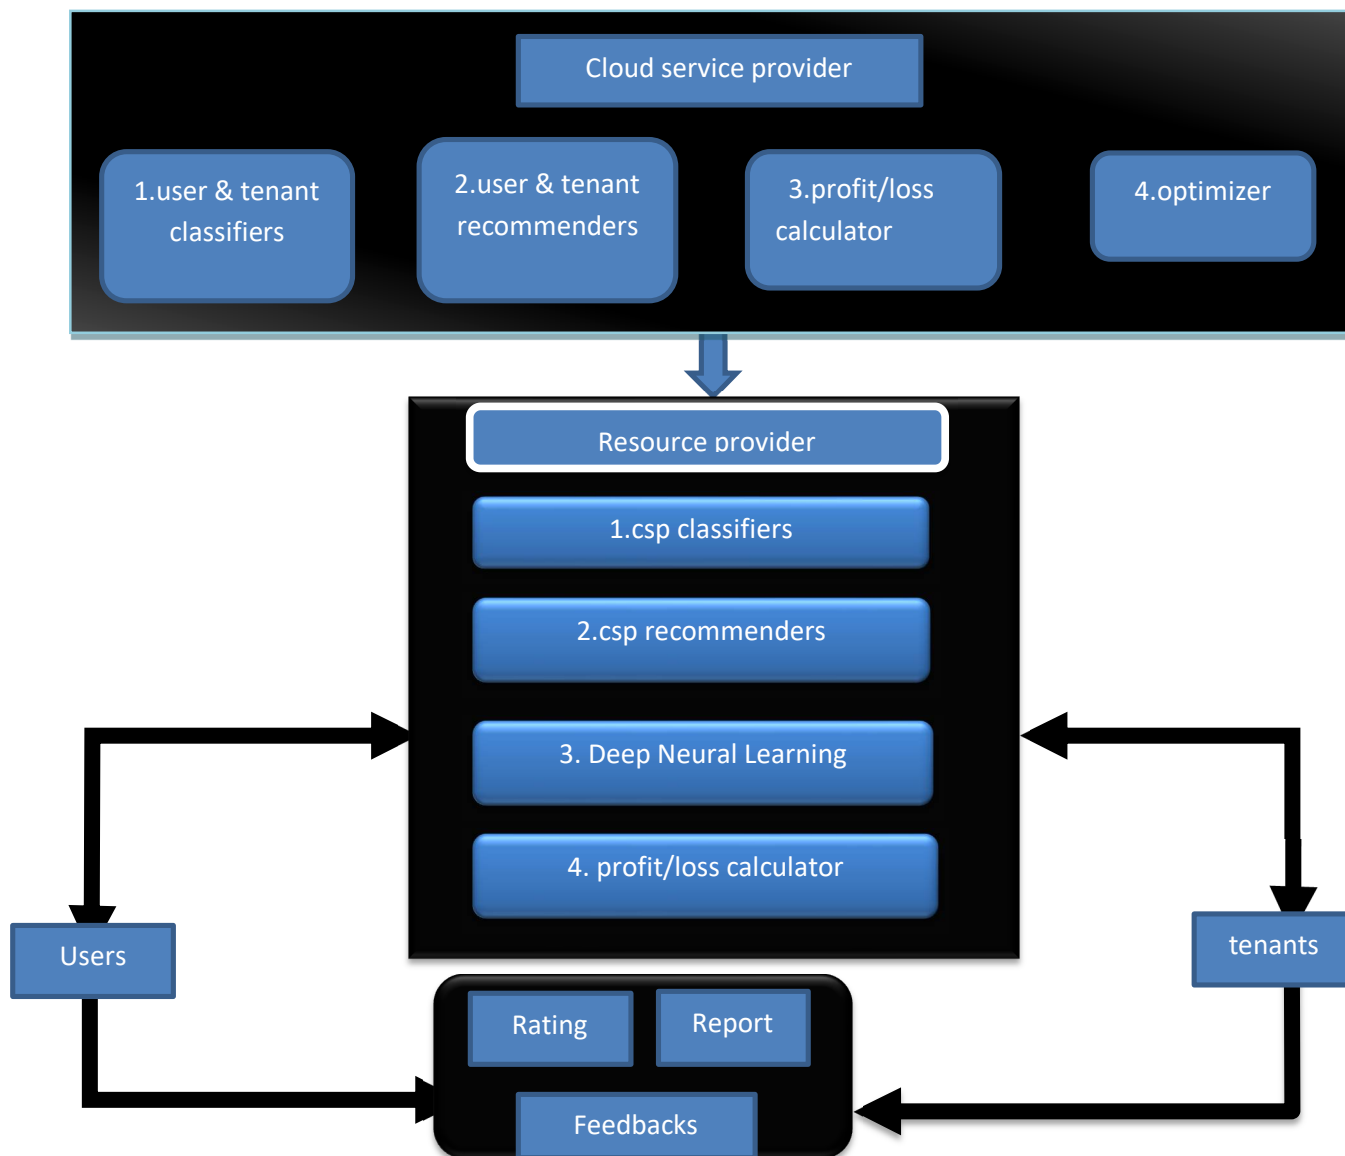 Cloud service provider
1.user & tenant
classifiers
2.user & tenant
recommenders
3.profit/loss
calculator
4.optimizer
Resource provider
1.csp classifiers
2.csp recommenders
3. Deep Neural Learning
4. profit/loss calculator
Users
tenants
Rating
Report
Feedbacks